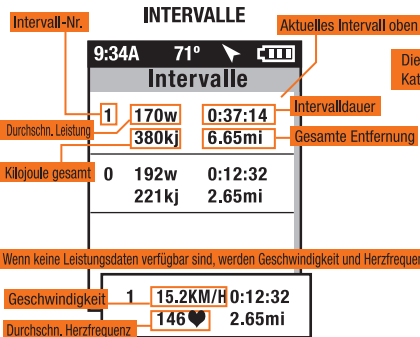 INTERVALLE
Intervall-Nr.
Aktuelles Intervall oben
9:34A 71º
Die
Kat
Intervalle
1 170w 0:37:14
Intervalldauer
Durchschn. Leistung
380kj 6.65mi
Gesamte Entfernung
Kilojoule gesamt
0 192w 0:12:32
221kj 2.65mi
Wenn keine Leistungsdaten verfügbar sind, werden Geschwindigkeit und Herzfrequen
Geschwindigkeit
1 15.2KM/H 0:12:32
146 2.65mi
Durchschn. Herzfrequenz